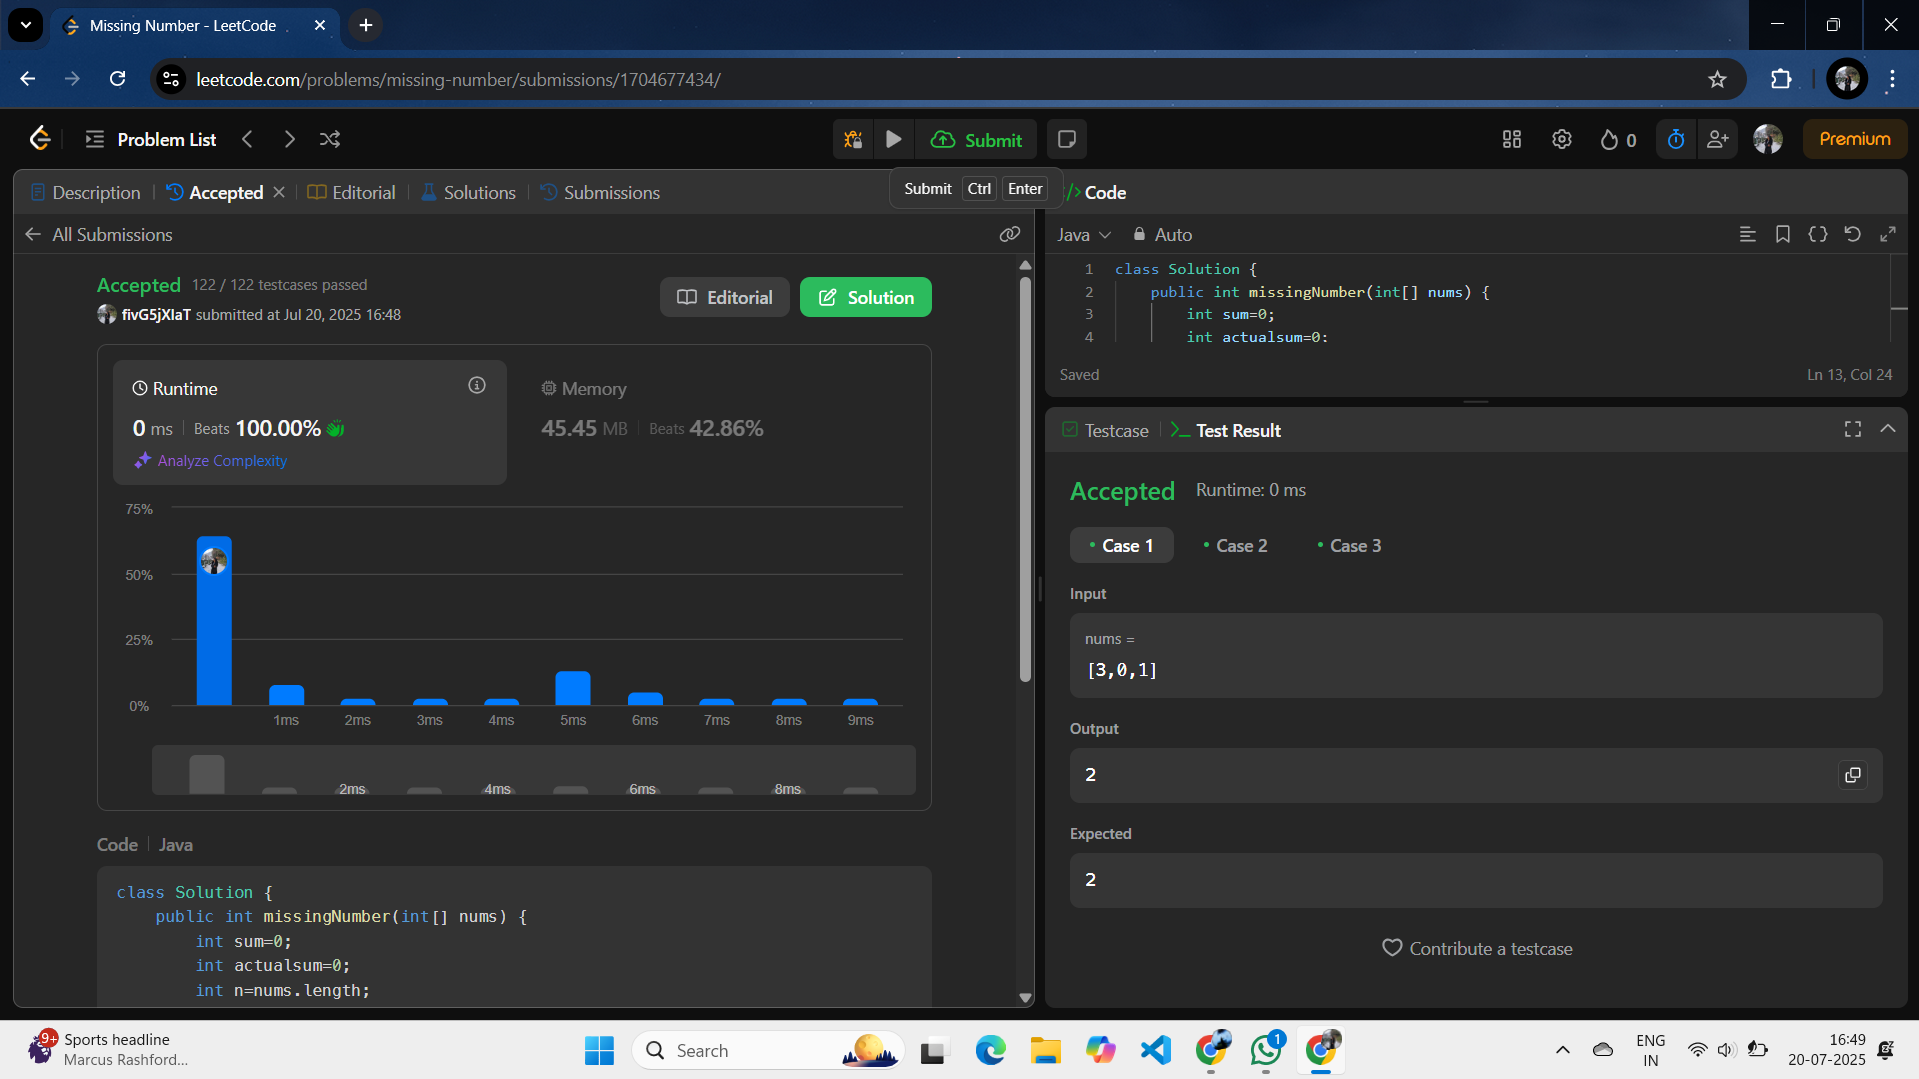 Missing Number - LeetCode
leetcode.com/problems/missing-number/submissions/1704677434/
Problem List
Submit
0
Premium
Description
Accepted
Editorial
Solutions
Submissions
Submit Ctrl Enter
All Submissions
Accepted 122 / 122 testcases passed
fivG5jXIaT submitted at Jul 20, 2025 16:48
Editorial
Solution
Runtime
0 ms Beats 100.00%
Analyze Complexity
Memory
45.45 MB Beats 42.86%
75%
50%
25%
0%
1ms 2ms 3ms 4ms 5ms 6ms 7ms 8ms 9ms
2ms 4ms 6ms 8ms
Code Java
class Solution {
public int missingNumber(int[] nums) {
int sum=0;
int actualsum=0;
int n=nums.length;
</> Code
Java Auto
1 class Solution {
2 public int missingNumber(int[] nums) {
3 int sum=0;
4 int actualsum=0:
Saved
Ln 13, Col 24
Testcase
Test Result
Accepted Runtime: 0 ms
Case 1 Case 2 Case 3
Input
nums =
[3,0,1]
Output
2
Expected
2
Contribute a testcase
9+
Sports headline
Marcus Rashford...
Search
1
ENG
IN
16:49
20-07-2025